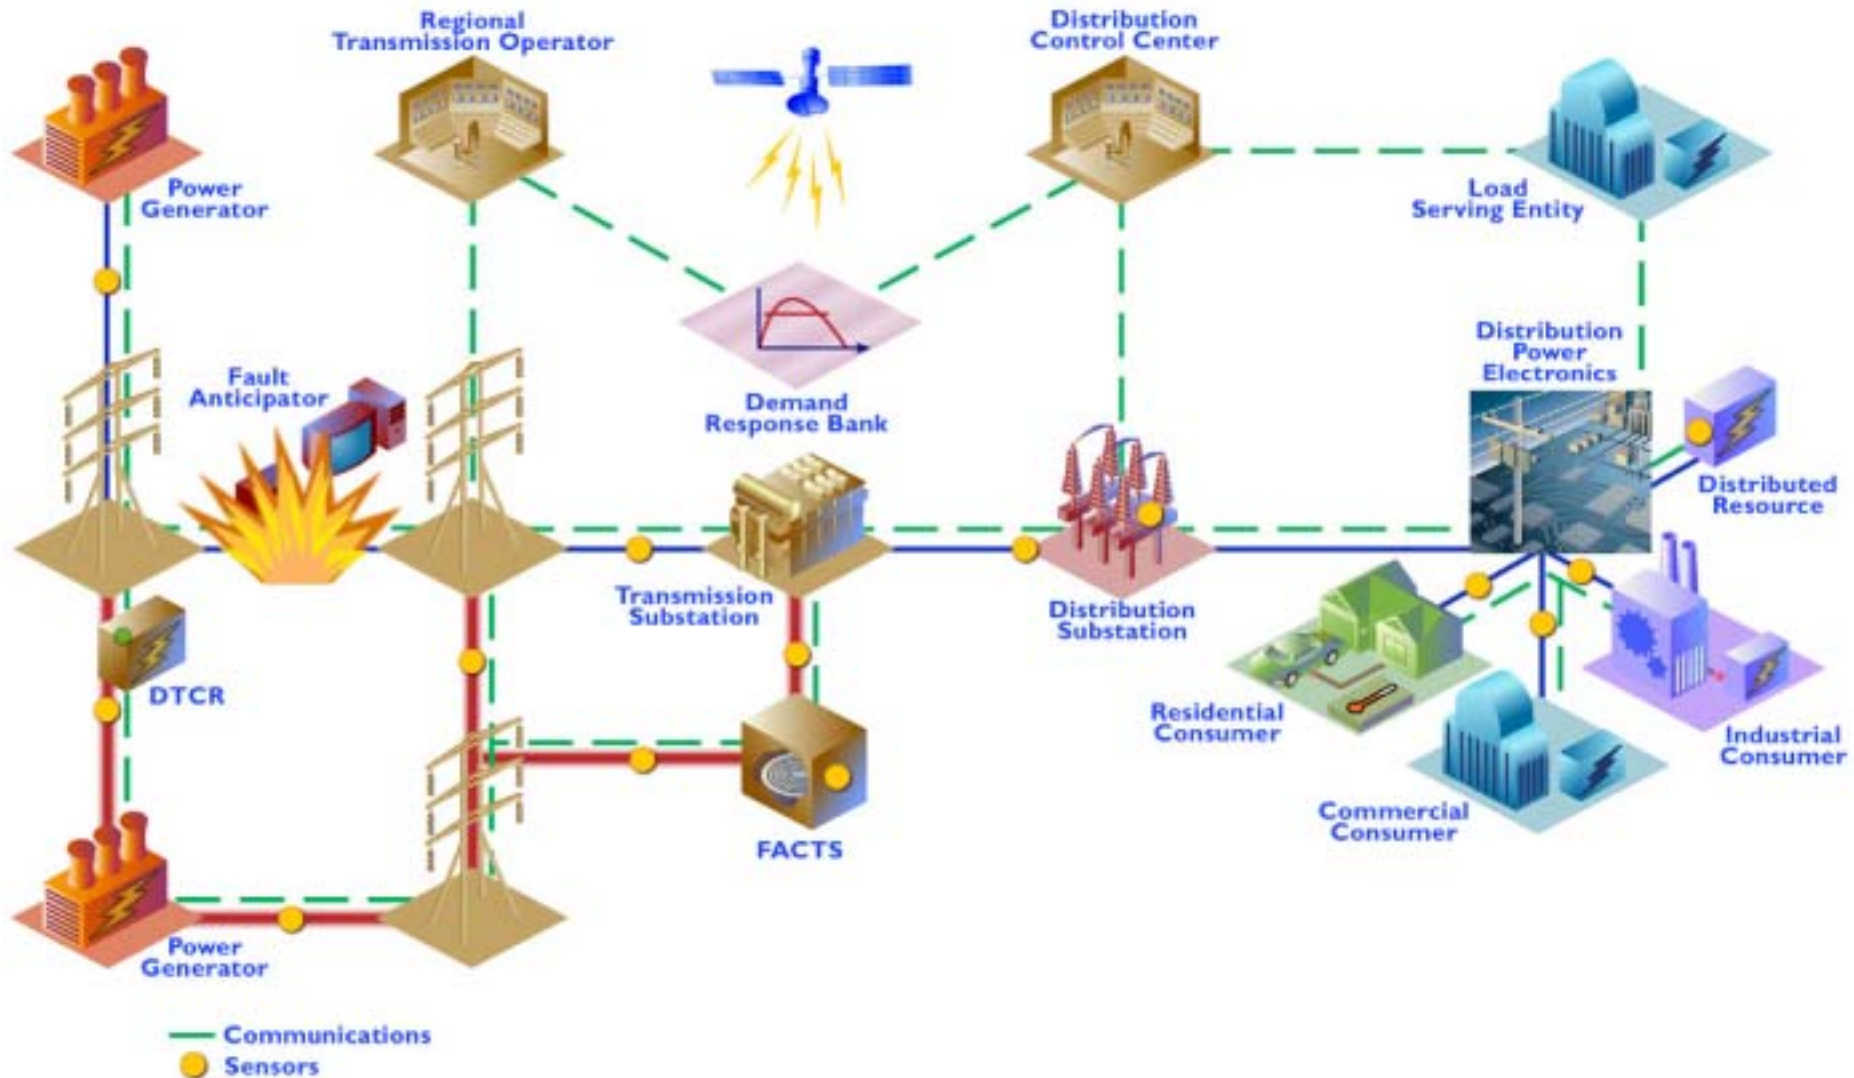 Regional
Transmission Operator
Distribution
Control Center
Power
Generator
Load
Serving Entity
Fault
Anticipator
Demand
Response Bank
Distribution
Power
Electronics
Distributed
Resource
Transmission
Substation
Distribution
Substation
DTCR
Residential
Consumer
Industrial
Consumer
Commercial
Consumer
FACTS
Power
Generator
Communications
Sensors